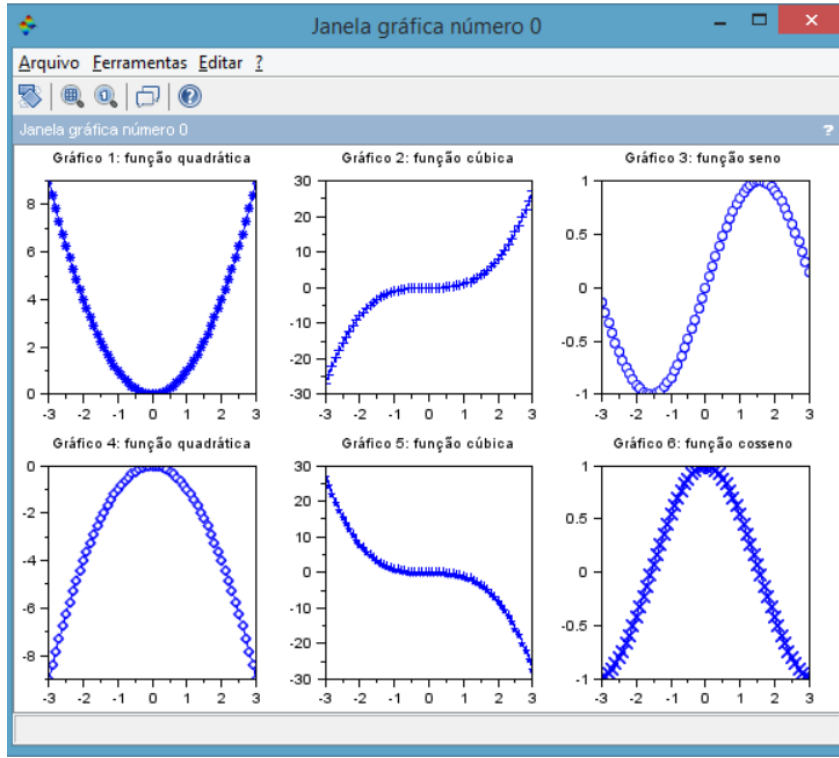 Janela gráfica número 0
Arquivo Ferramentas Editar ?
Janela gráfica número 0 ?
Gráfico 1: função quadrática
8
6
4
2
0
-3 -2 -1 0 1 2 3
Gráfico 2: função cúbica
30
20
10
0
-10
-20
-30
-3 -2 -1 0 1 2 3
Gráfico 3: função seno
1
0.5
0
-0.5
-1
-3 -2 -1 0 1 2 3
Gráfico 4: função quadrática
0
-2
-4
-6
-8
-3 -2 -1 0 1 2 3
Gráfico 5: função cúbica
30
20
10
0
-10
-20
-30
-3 -2 -1 0 1 2 3
Gráfico 6: função cosseno
1
0.5
0
-0.5
-1
-3 -2 -1 0 1 2 3